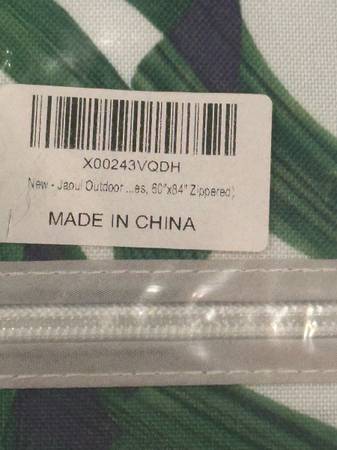 X00243VQDH
New - Jaoul Outdoor ...es, 60"x84" Zippered)
MADE IN CHINA